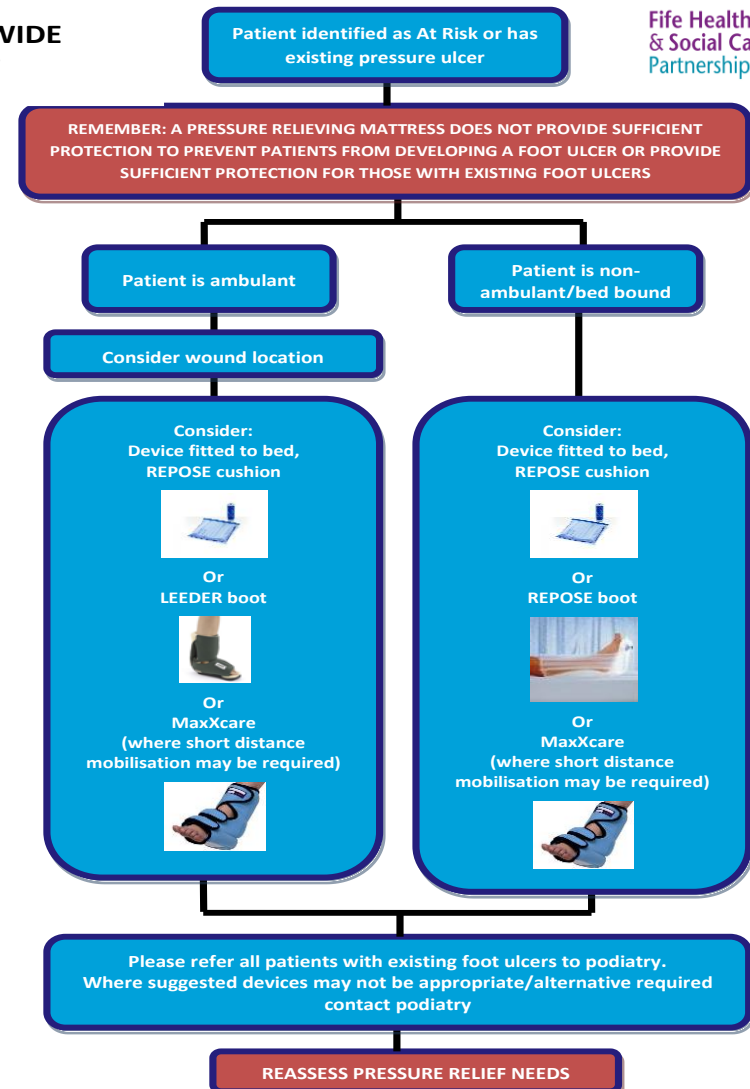 WIDE
Fife Health
& Social Ca
Partnership
Patient identified as At Risk or has
existing pressure ulcer
REMEMBER: A PRESSURE RELIEVING MATTRESS DOES NOT PROVIDE SUFFICIENT
PROTECTION TO PREVENT PATIENTS FROM DEVELOPING A FOOT ULCER OR PROVIDE
SUFFICIENT PROTECTION FOR THOSE WITH EXISTING FOOT ULCERS
Patient is ambulant
Patient is non-
ambulant/bed bound
Consider wound location
Consider:
Device fitted to bed,
REPOSE cushion
Or
LEEDER boot
Or
MaxXcare
(where short distance
mobilisation may be required)
Consider:
Device fitted to bed,
REPOSE cushion
Or
REPOSE boot
Or
MaxXcare
(where short distance
mobilisation may be required)
Please refer all patients with existing foot ulcers to podiatry.
Where suggested devices may not be appropriate/alternative required
contact podiatry
REASSESS PRESSURE RELIEF NEEDS